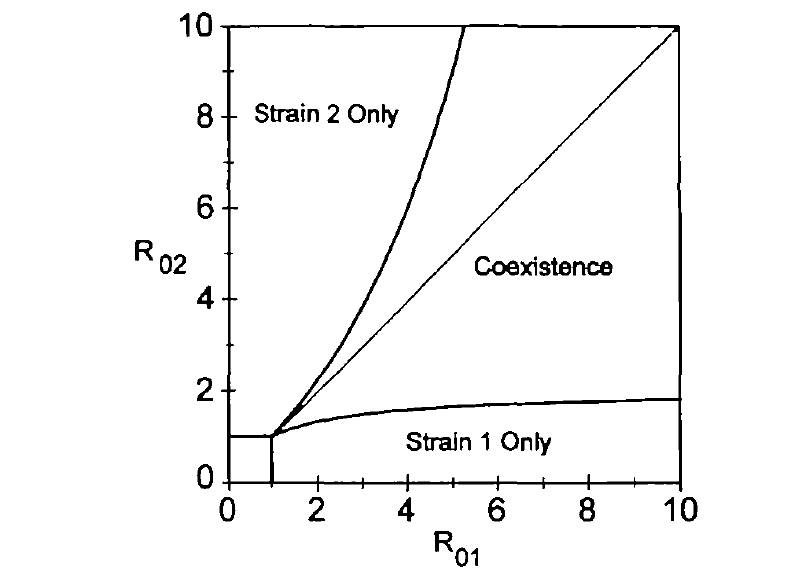 10
8
Strain 2 Only
6
R02
Coexistence
4
2
Strain 1 Only
0
0 2 4 6 8 10
R01